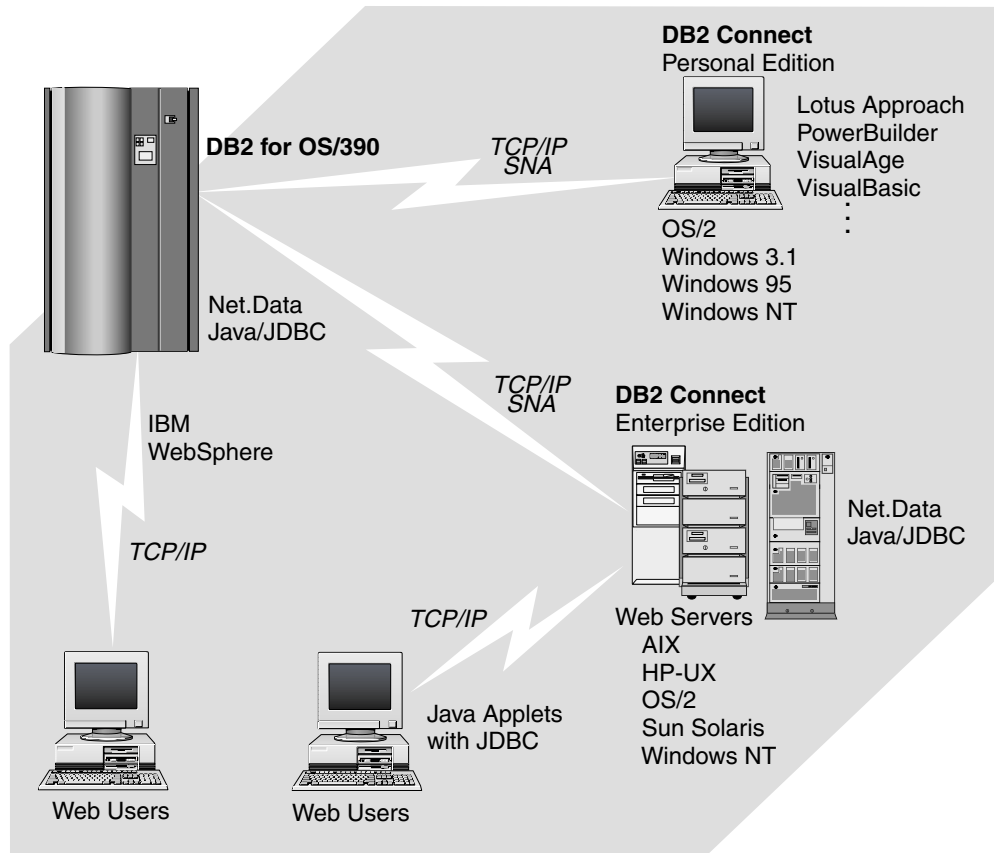 DB2 Connect
Personal Edition
Lotus Approach
PowerBuilder
VisualAge
VisualBasic
OS/2
Windows 3.1
Windows 95
Windows NT
TCP/IP
SNA
DB2 for OS/390
Net.Data
Java/JDBC
TCP/IP
SNA
DB2 Connect
Enterprise Edition
Net.Data
Java/JDBC
Web Servers
AIX
HP-UX
OS/2
Sun Solaris
Windows NT
IBM
WebSphere
TCP/IP
Web Users
TCP/IP
Java Applets
with JDBC
Web Users